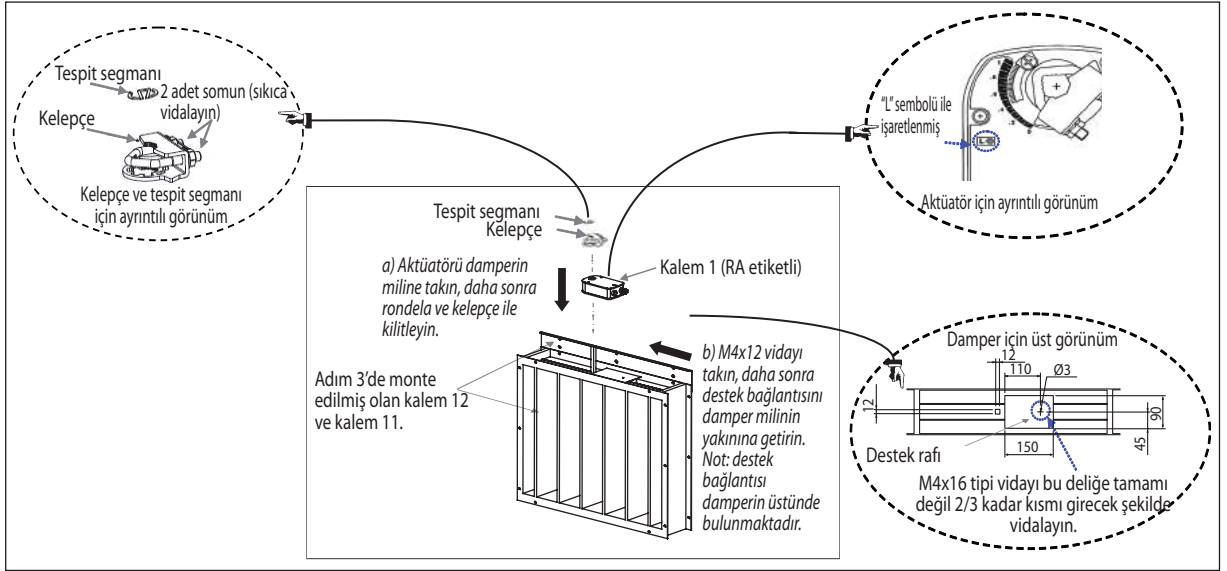 Tespit segmanı
2 adet somun (sıkıca
vidalayın)
Kelepçe
Kelepçe ve tespit segmanı
için ayrıntılı görünüm
"L" sembolü ile
işaretlenmiş
L
Aktüatör için ayrıntılı görünüm
Tespit segmanı
Kelepçe
Kalem 1 (RA etiketli)
a) Aktüatörü damperin
miline takın, daha sonra
rondela ve kelepçe ile
kilitleyin.
Adım 3'de monte
edilmiş olan kalem 12
ve kalem 11.
b) M4x12 vidayı
takın, daha sonra
destek bağlantısını
damper milinin
yakınına getirin.
Not: destek
bağlantısı
damperin üstünde
bulunmaktadır.
Damper için üst görünüm
12
110
Ø3
12
90
45
150
Destek rafı
M4x16 tipi vidayı bu deliğe tamamı
değil 2/3 kadar kısmı girecek şekilde
vidalayın.